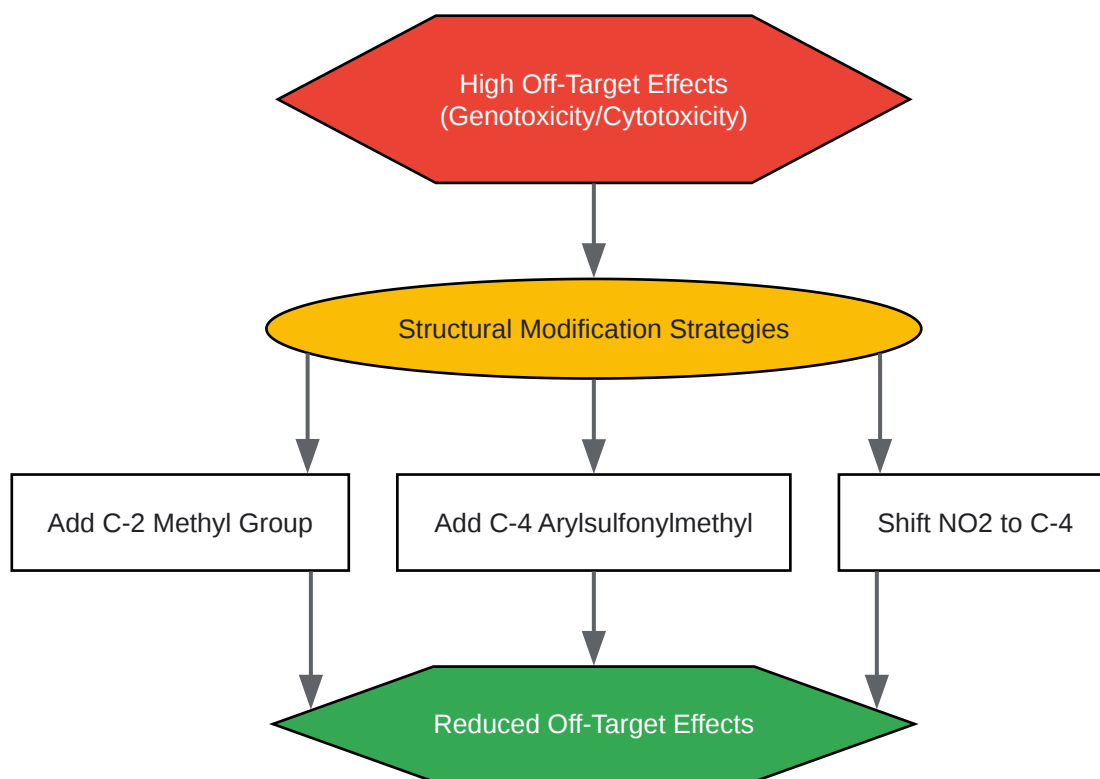 High Off-Target Effects
(Genotoxicity/Cytotoxicity)
Structural Modification Strategies
Add C-2 Methyl Group
Add C-4 Arylsulfonylmethyl
Shift NO2 to C-4
Reduced Off-Target Effects